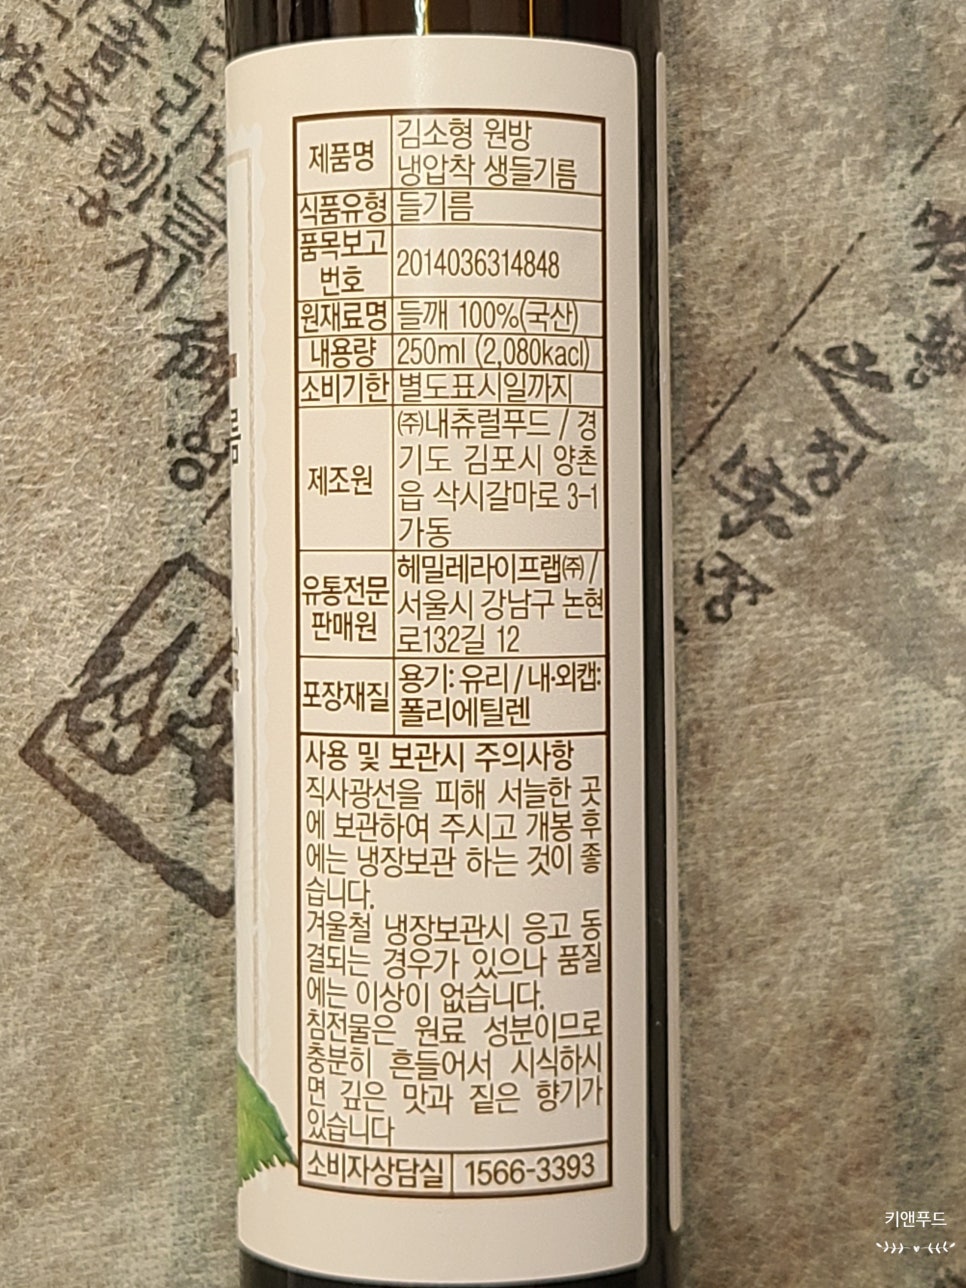 제품명
김소형 원방
냉압착 생들기름
식품유형
들기름
품목보고
번호
2014036314848
원재료명
들깨 100%(국산)
내용량
250ml (2,080kacl)
소비기한
별도표시일까지
제조원
㈜내츄럴푸드 / 경
기도 김포시 양촌
읍 삭시갈마로 3-1
가동
유통전문
판매원
헤밀레라이프랩㈜ /
서울시 강남구 논현
로132길 12
포장재질
용기: 유리 / 내·외캡:
폴리에틸렌
사용 및 보관시 주의사항
직사광선을 피해 서늘한 곳
에 보관하여 주시고 개봉 후
에는 냉장보관 하는 것이 좋
습니다.
겨울철 냉장보관시 응고 동
결되는 경우가 있으나 품질
에는 이상이 없습니다.
침전물은 원료 성분이므로
충분히 흔들어서 시식하시
면 깊은 맛과 짙은 향기가
있습니다
소비자상담실
1566-3393
름
키앤푸드